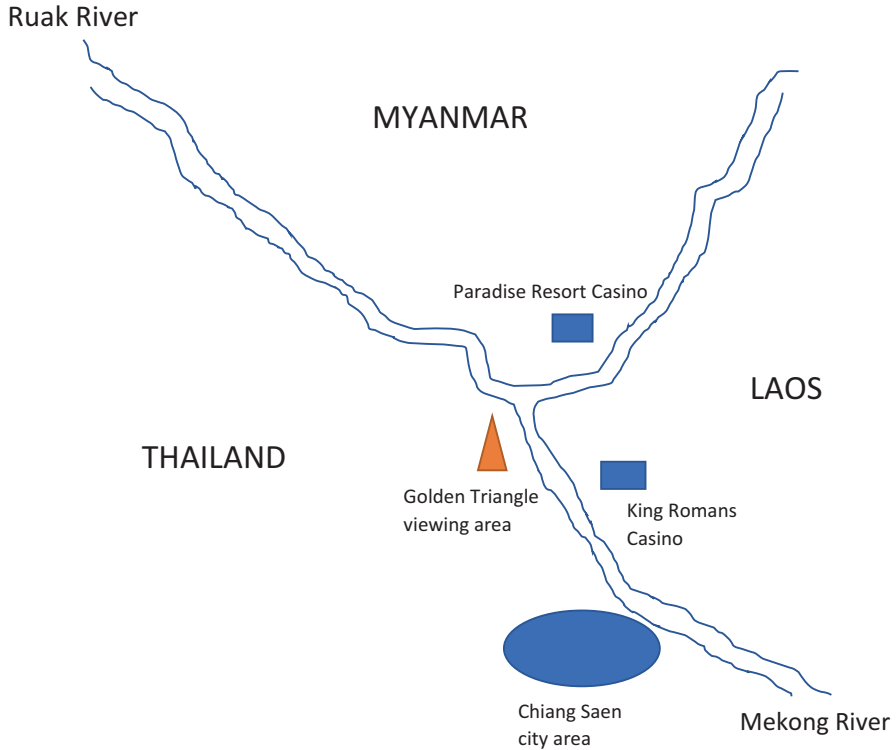 Ruak River
MYANMAR
Paradise Resort Casino
LAOS
THAILAND
Golden Triangle
viewing area
King Romans
Casino
Chiang Saen
city area
Mekong River